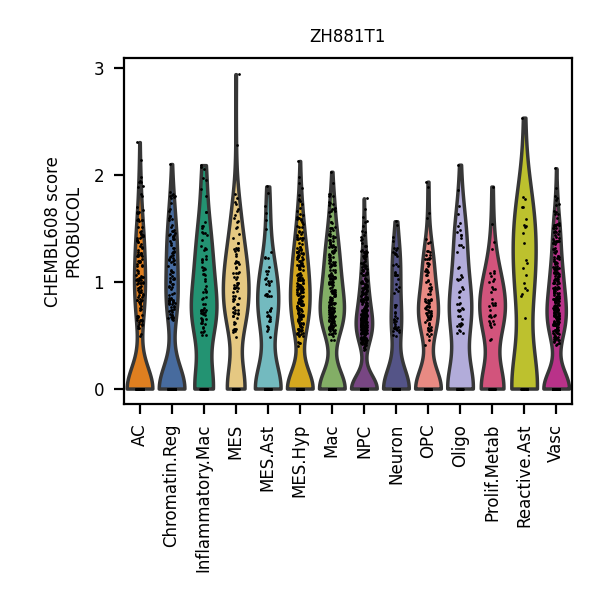 ZH881T1
CHEMBL608 score
PROBUCOL
3
2
1
0
AC
Chromatin.Reg
Inflammatory.Mac
MES
MES.Ast
MES.Hyp
Mac
NPC
Neuron
OPC
Oligo
Prolif.Metab
Reactive.Ast
Vasc